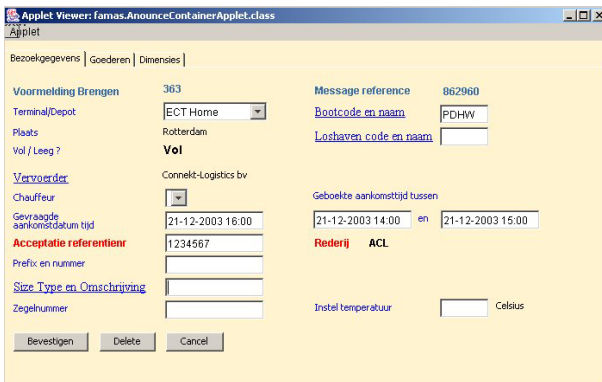 Applet Viewer: famas.AnounceContainerApplet.class
Applet
Bezoekgegevens Goederen Dimensies
Voormelding Brengen 363 Message reference 862960
Terminal/Depot ECT Home Bootcode en naam PDHW
Plaats Rotterdam Loshaven code en naam
Vol / Leeg ? Vol
Vervoerder Connekt-Logistics bv
Chauffeur Geboekte aankomsttijd tussen
Gevraagde
aankomstdatum tijd 21-12-2003 16:00 21-12-2003 14:00 en 21-12-2003 15:00
Acceptatie referentienr 1234567 Rederij ACL
Prefix en nummer
Size Type en Omschrijving
Zegelnummer Instel temperatuur Celsius
Bevestigen Delete Cancel